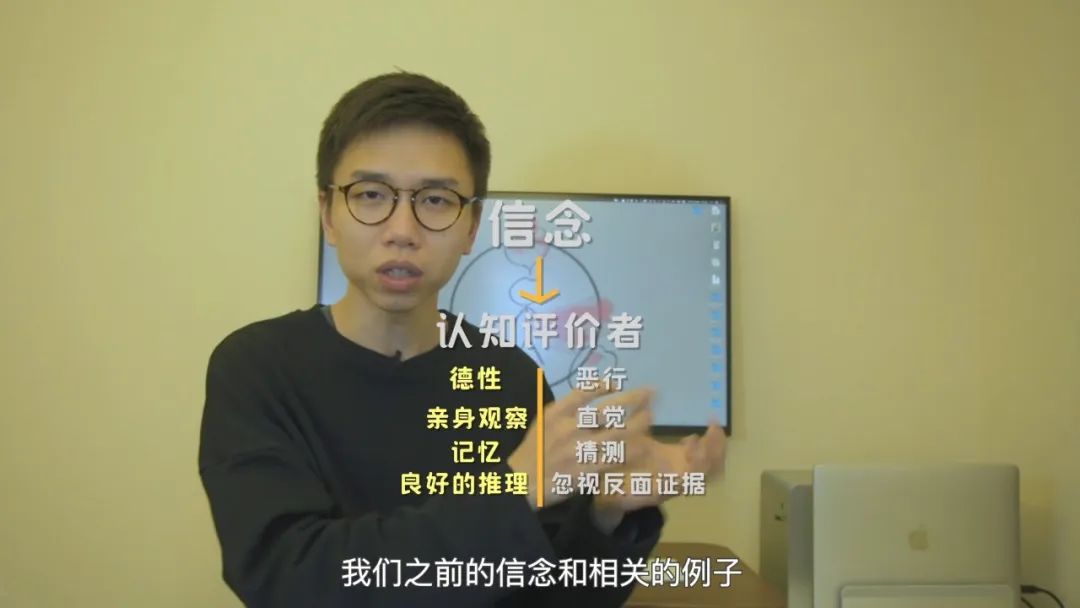 信念
认知评价者
德性 恶行
亲身观察 直觉
记忆 猜测
良好的推理 忽视反面证据
我们之前的信念和相关的例子